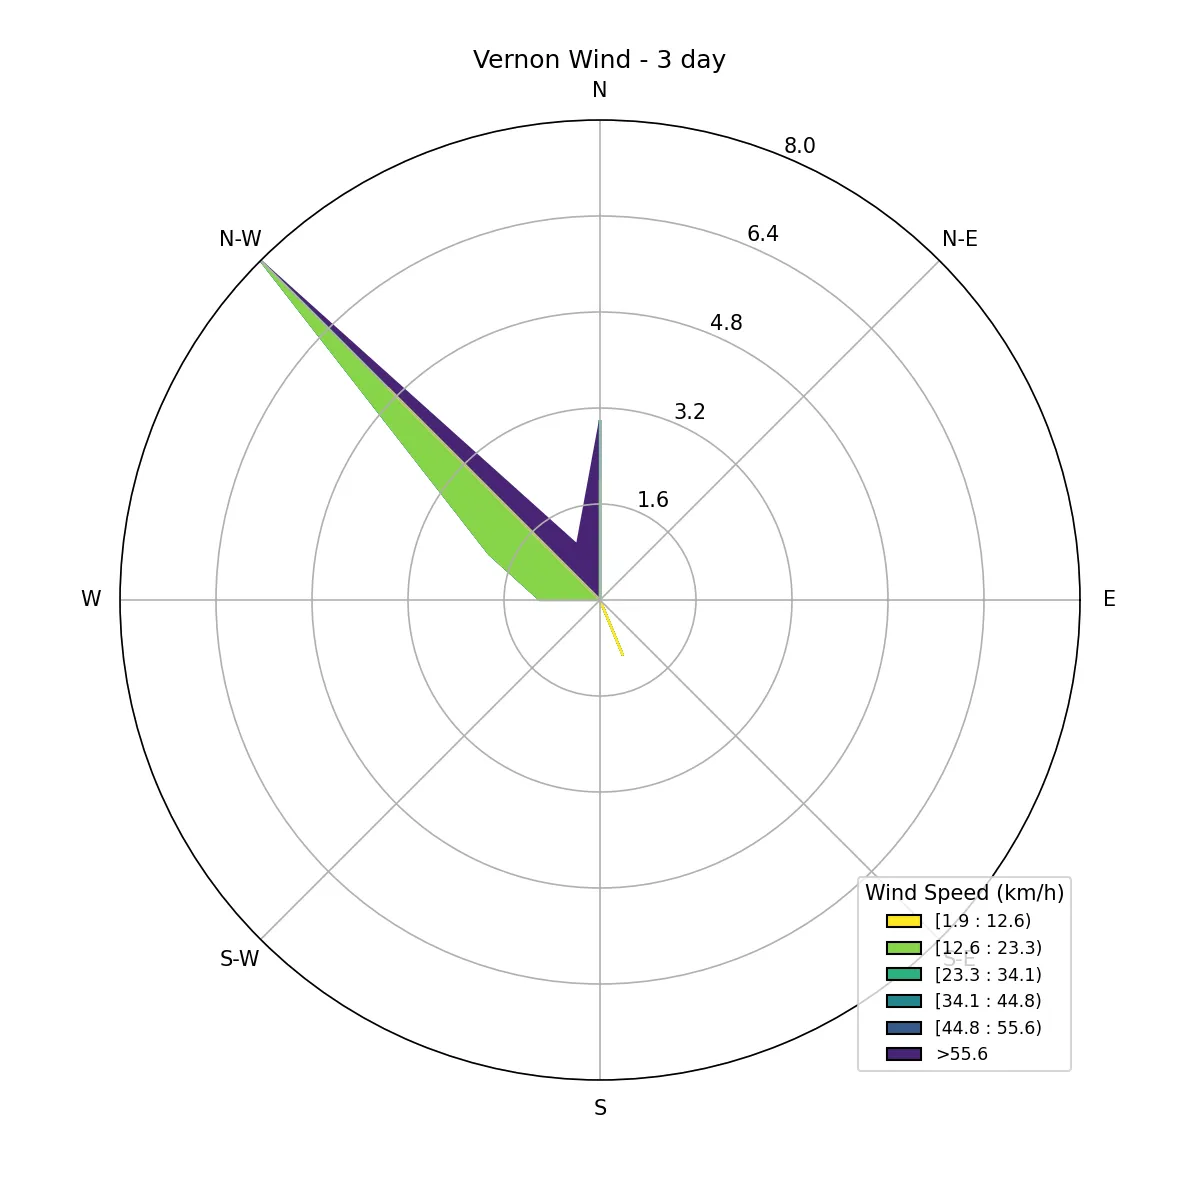 Vernon Wind - 3 day
N
8.0
6.4
N-W
N-E
4.8
3.2
1.6
W
E
Wind Speed (km/h)
[1.9 : 12.6)
[12.6 : 23.3)
S-W
S-E
[23.3 : 34.1)
[34.1 : 44.8)
[44.8 : 55.6)
>55.6
S